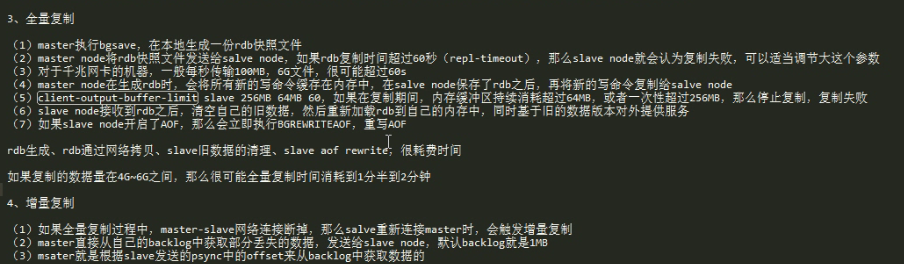 3、全量复制
（1）master执行bgsave，在本地生成一份rdb快照文件
（2）master node将rdb快照文件发送给salve node，如果rdb复制时间超过60秒（repl-timeout），那么slave node就会认为复制失败，可以适当调节大这个参数
（3）对于千兆网卡的机器，一般每秒传输100MB，6G文件，很可能超过60s
（4）master node在生成rdb时，会将所有新的写命令缓存在内存中，在salve node保存了rdb之后，再将新的写命令复制给salve node
（5）client-output-buffer-limit slave 256MB 64MB 60，如果在复制期间，内存缓冲区持续消耗超过64MB，或者一次性超过256MB，那么停止复制，复制失败
（6）slave node接收到rdb之后，清空自己的旧数据，然后重新加载rdb到自己的内存中，同时基于旧的数据版本对外提供服务
（7）如果slave node开启了AOF，那么会立即执行BGREWRITEAOF，重写AOF
rdb生成、rdb通过网络拷贝、slave旧数据的清理、slave aof rewrite，很耗费时间
如果复制的数据量在4G~6G之间，那么很可能全量复制时间消耗到1分半到2分钟
4、增量复制
（1）如果全量复制过程中，master-slave网络连接断掉，那么salve重新连接master时，会触发增量复制
（2）master直接从自己的backlog中获取部分丢失的数据，发送给slave node，默认backlog就是1MB
（3）msater就是根据slave发送的psync中的offset来从backlog中获取数据的